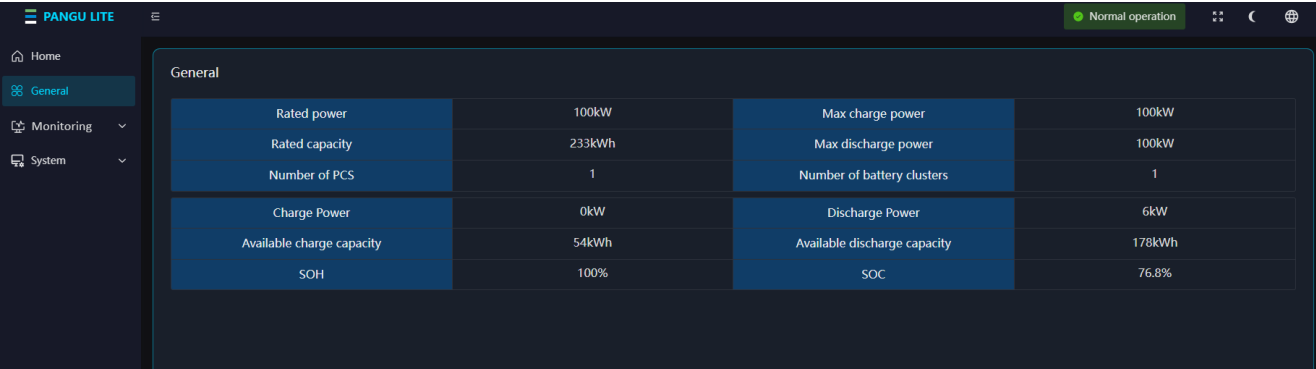 PANGU LITE
Normal operation
Home
General
Monitoring
System
General
Rated power 100kW Max charge power 100kW
Rated capacity 233kWh Max discharge power 100kW
Number of PCS 1 Number of battery clusters 1
Charge Power 0kW Discharge Power 6kW
Available charge capacity 54kWh Available discharge capacity 178kWh
SOH 100% SOC 76.8%